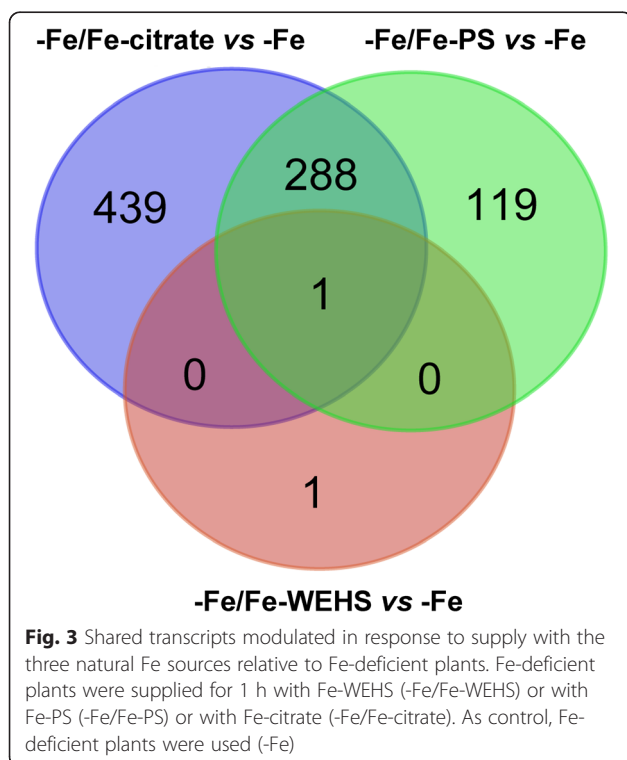 -Fe/Fe-citrate vs -Fe
-Fe/Fe-PS vs -Fe
439
288
119
1
0
0
1
-Fe/Fe-WEHS vs -Fe
Fig. 3 Shared transcripts modulated in response to supply with the
three natural Fe sources relative to Fe-deficient plants. Fe-deficient
plants were supplied for 1 h with Fe-WEHS (-Fe/Fe-WEHS) or with
Fe-PS (-Fe/Fe-PS) or with Fe-citrate (-Fe/Fe-citrate). As control, Fe-
deficient plants were used (-Fe)